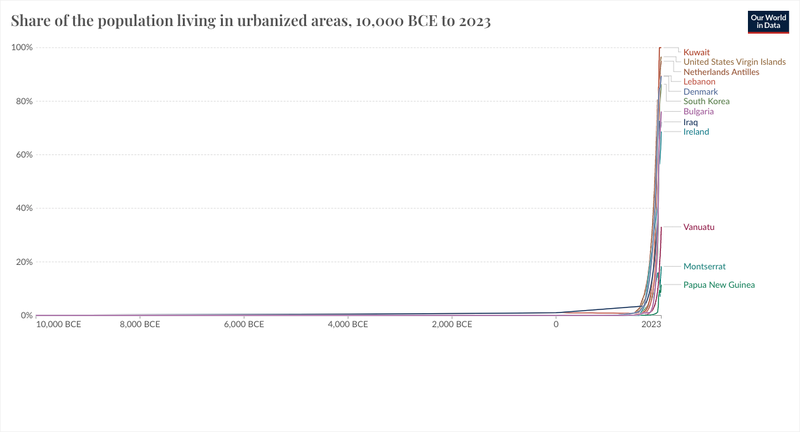 Share of the population living in urbanized areas, 10,000 BCE to 2023
Our World
in Data
100%
80%
60%
40%
20%
0%
10,000 BCE
8,000 BCE
6,000 BCE
4,000 BCE
2,000 BCE
0
2023
Kuwait
United States Virgin Islands
Netherlands Antilles
Lebanon
Denmark
South Korea
Bulgaria
Iraq
Ireland
Vanuatu
Montserrat
Papua New Guinea